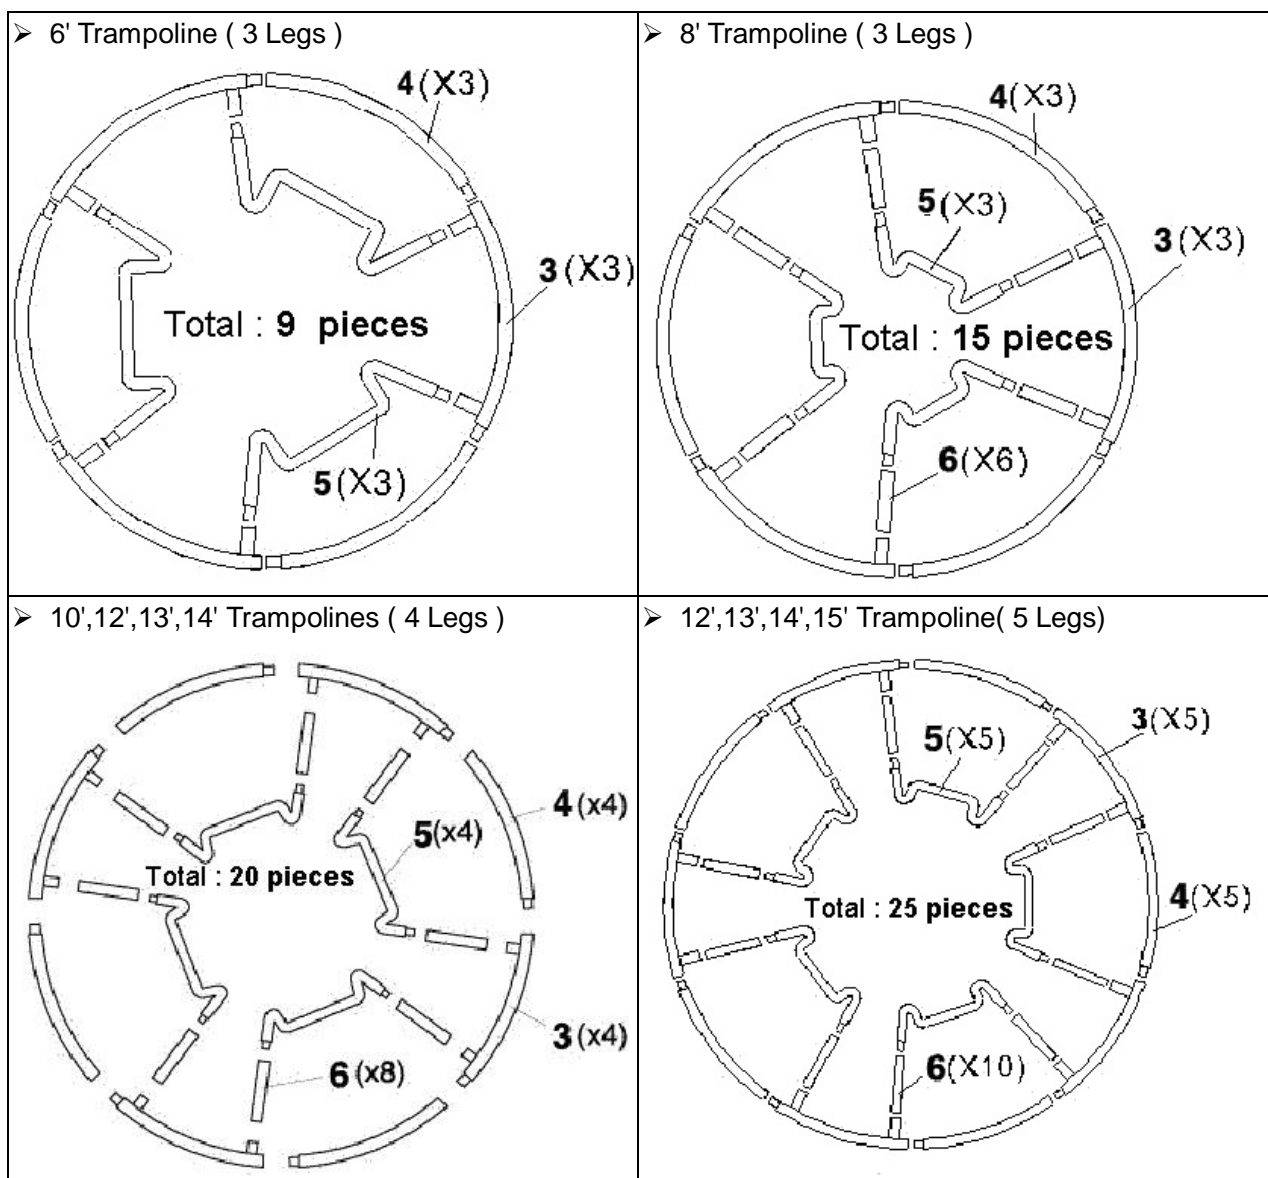 ➢ 6' Trampoline ( 3 Legs )
4(X3)
3(X3)
Total : 9 pieces
5(X3)
➢ 8' Trampoline ( 3 Legs )
4(X3)
5(X3)
3(X3)
Total : 15 pieces
6(X6)
➢ 10',12',13',14' Trampolines ( 4 Legs )
4(x4)
5(x4)
Total : 20 pieces
3(x4)
6(x8)
➢ 12',13',14',15' Trampoline( 5 Legs)
3(X5)
5(X5)
4(X5)
Total : 25 pieces
6(X10)